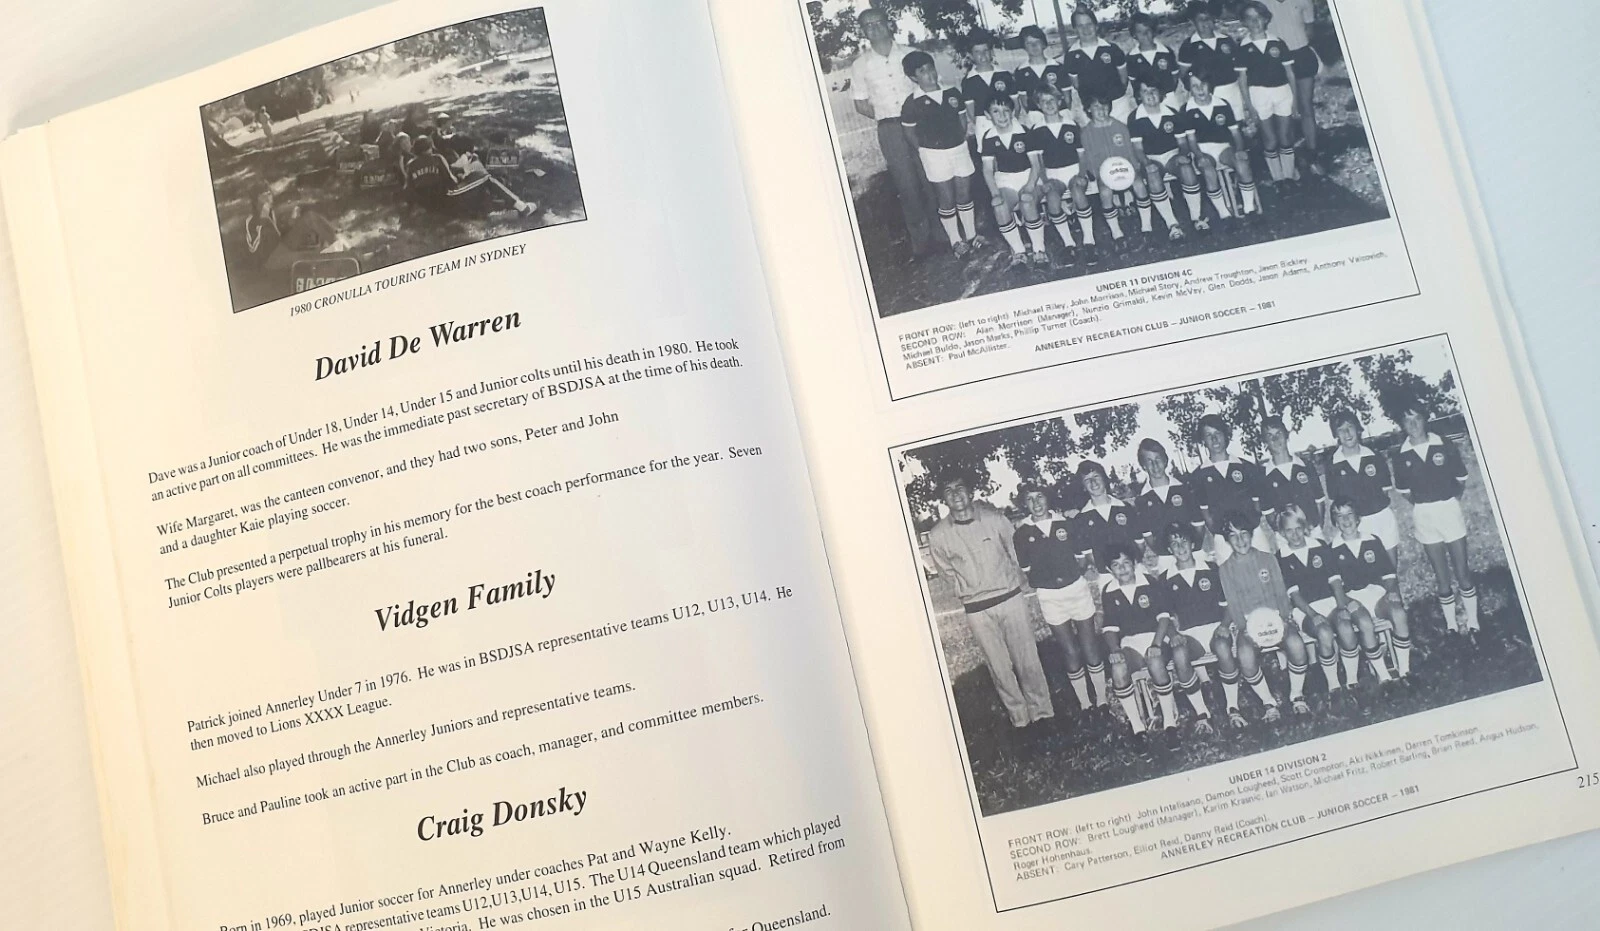 1980 CRONULLA TOURING TEAM IN SYDNEY
David De Warren
Dave was a Junior coach of Under 18, Under 14, Under 15 and Junior colts until his death in 1980. He took
an active part on all committees. He was the immediate past secretary of BSDJSA at the time of his death.
Wife Margaret, was the canteen convenor, and they had two sons, Peter and John
and a daughter Kaie playing soccer.
The Club presented a perpetual trophy in his memory for the best coach performance for the year. Seven
Junior Colts players were pallbearers at his funeral.
Vidgen Family
Patrick joined Annerley Under 7 in 1976. He was in BSDJSA representative teams U12, U13, U14. He
then moved to Lions XXXX League.
Michael also played through the Annerley Juniors and representative teams.
Bruce and Pauline took an active part in the Club as coach, manager, and committee members.
Craig Donsky
Born in 1969, played Junior soccer for Annerley under coaches Pat and Wayne Kelly.
representative teams U12,U13,U14, U15. The U14 Queensland team which played
Victoria. He was chosen in the U15 Australian squad. Retired from
for Queensland.
UNDER 11 DIVISION 4C
FRONT ROW: (left to right) Michael Riley, John Morrison, Michael Story, Andrew Troughton, Jason Bickley
SECOND ROW: Alan Morrison (Manager), Nunzio Grimaldi, Kevin McVey, Glen Dodds, Jason Adams, Anthony Vaicovich,
Michael Buldo, Jason Marks, Phillip Turner (Coach).
ABSENT: Paul McAllister.
ANNERLEY RECREATION CLUB – JUNIOR SOCCER – 1981
UNDER 14 DIVISION 2
FRONT ROW: (left to right) John Intelisano, Damon Lougheed, Scott Crompton, Aki Nikkinen, Darren Tomkinson.
SECOND ROW: Brett Lougheed (Manager), Karim Krasnic, Ian Watson, Michael Fritz, Robert Barling, Brian Reed, Angus Hudson,
Roger Hohenhaus.
ABSENT: Cary Patterson, Elliot Reid, Danny Reid (Coach).
ANNERLEY RECREATION CLUB – JUNIOR SOCCER – 1981
215